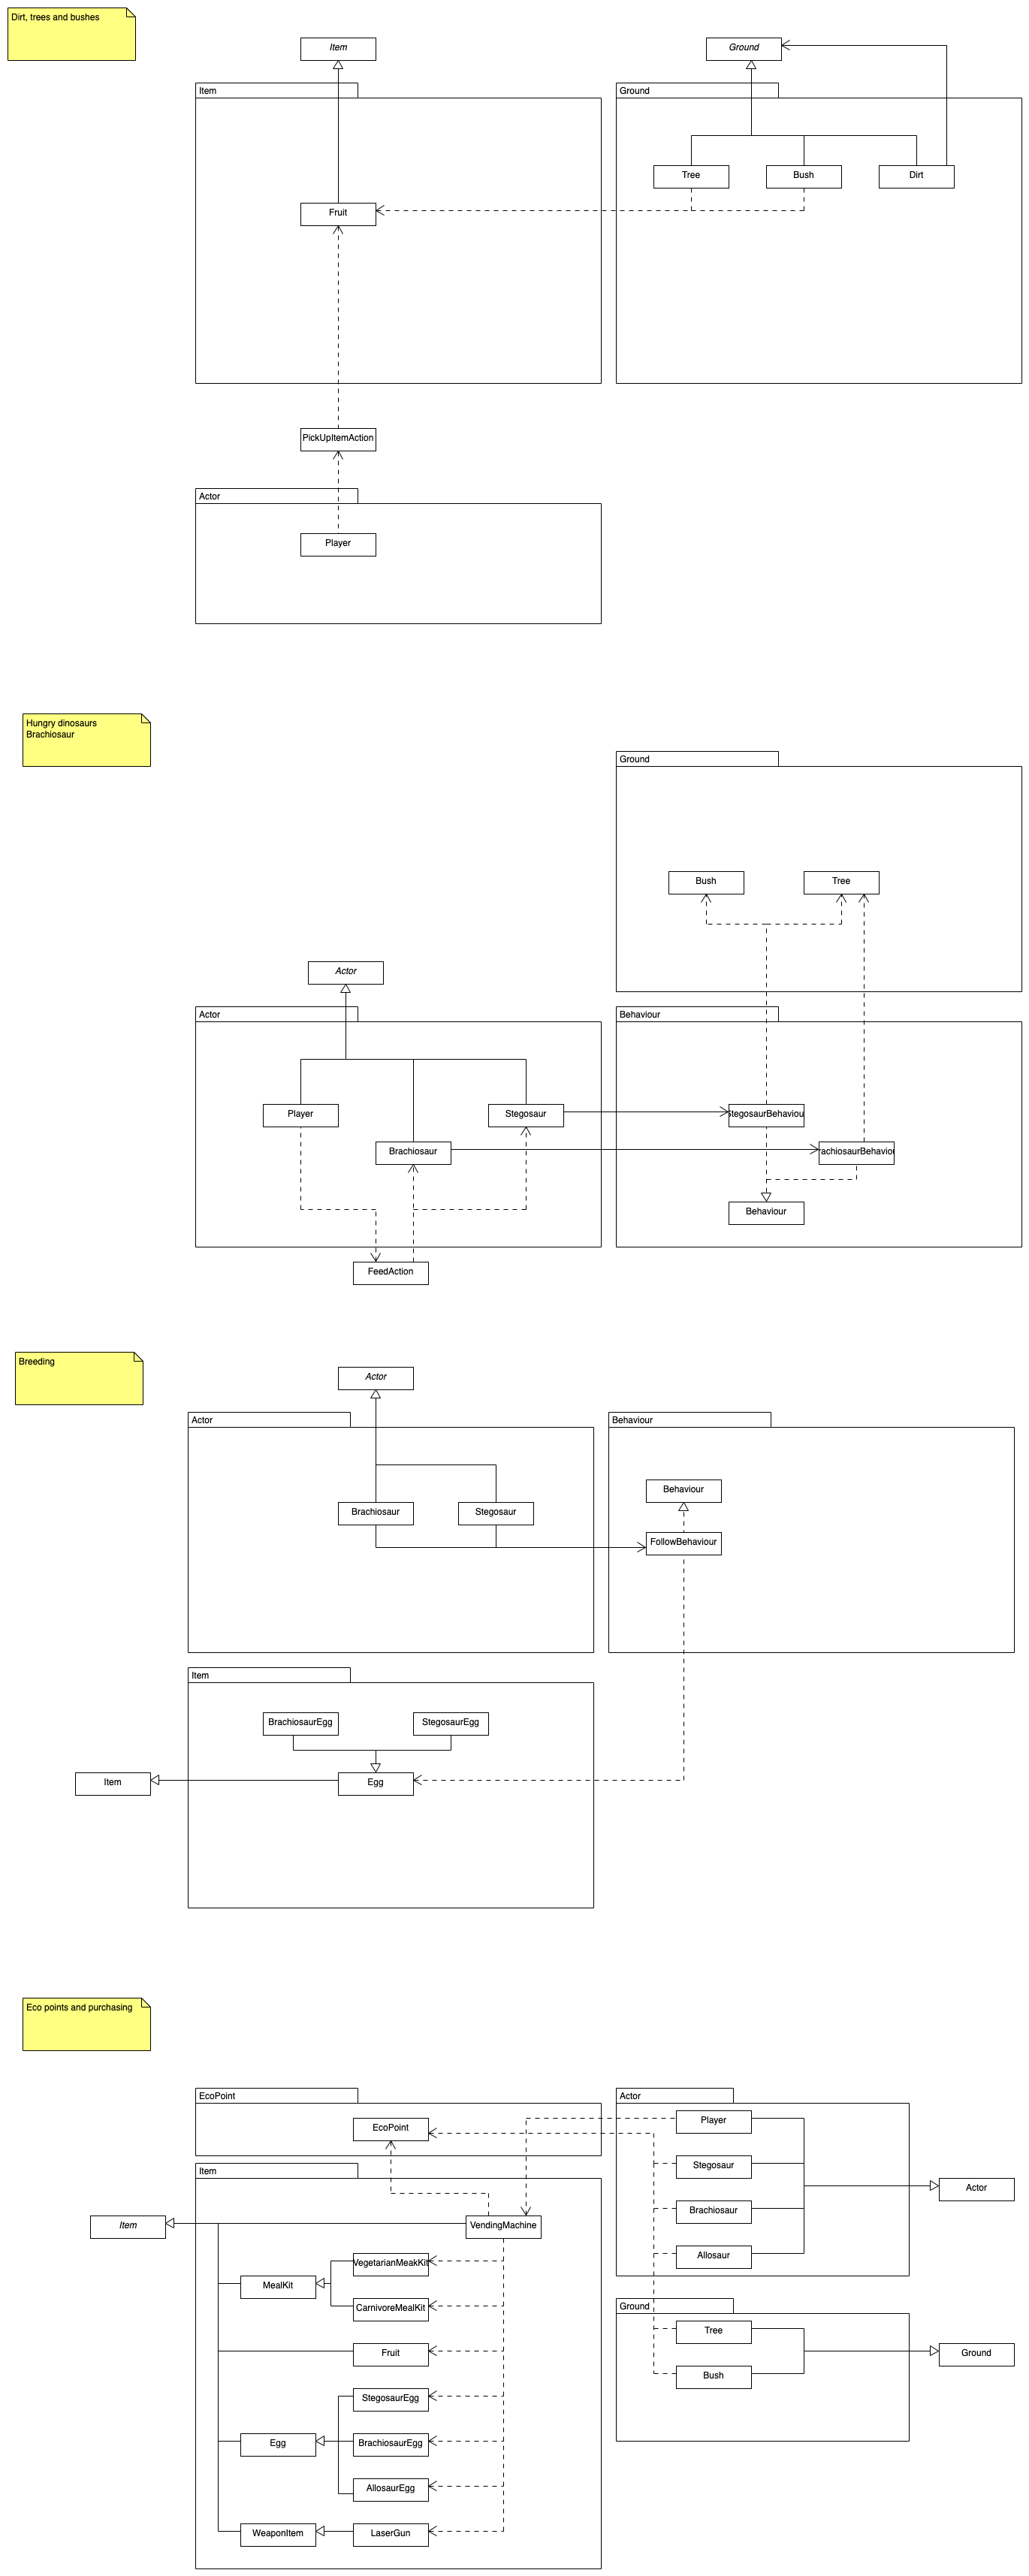 Dirt, trees and bushes
Item
Ground
Item
Ground
Tree
Bush
Dirt
Fruit
PickUpItemAction
Actor
Player
Hungry dinosaurs
Brachiosaur
Ground
Bush
Tree
Actor
Actor
Behaviour
Player
Stegosaur
tegosaurBehaviou
Brachiosaur
achiosaurBehavio
Behaviour
FeedAction
Breeding
Actor
Actor
Behaviour
Behaviour
Brachiosaur
Stegosaur
FollowBehaviour
Item
BrachiosaurEgg
StegosaurEgg
Item
Egg
Eco points and purchasing
EcoPoint
Actor
EcoPoint
Player
Stegosaur
Item
Actor
Brachiosaur
Item
VendingMachine
Allosaur
VegetarianMeakKit
MealKit
CarnivoreMealKit
Ground
Tree
Fruit
Ground
Bush
StegosaurEgg
Egg
BrachiosaurEgg
AllosaurEgg
WeaponItem
LaserGun